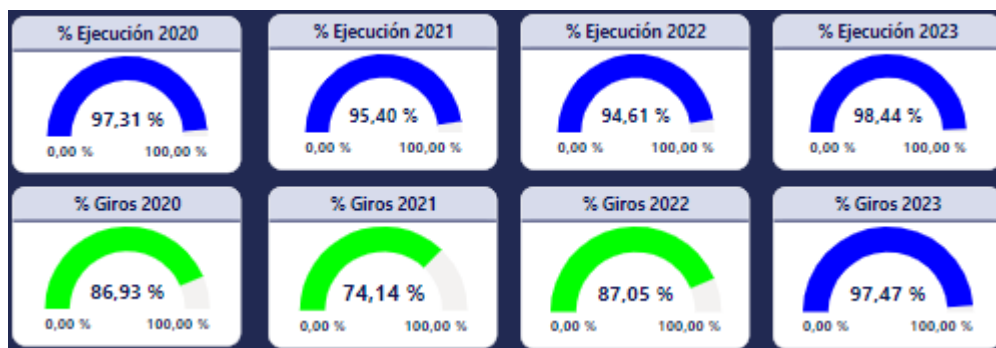 % Ejecución 2020
97,31 %
0,00 % 100,00 %
% Ejecución 2021
95,40 %
0,00 % 100,00 %
% Ejecución 2022
94,61 %
0,00 % 100,00 %
% Ejecución 2023
98,44 %
0,00 % 100,00 %
% Giros 2020
86,93 %
0,00 % 100,00 %
% Giros 2021
74,14 %
0,00 % 100,00 %
% Giros 2022
87,05 %
0,00 % 100,00 %
% Giros 2023
97,47 %
0,00 % 100,00 %